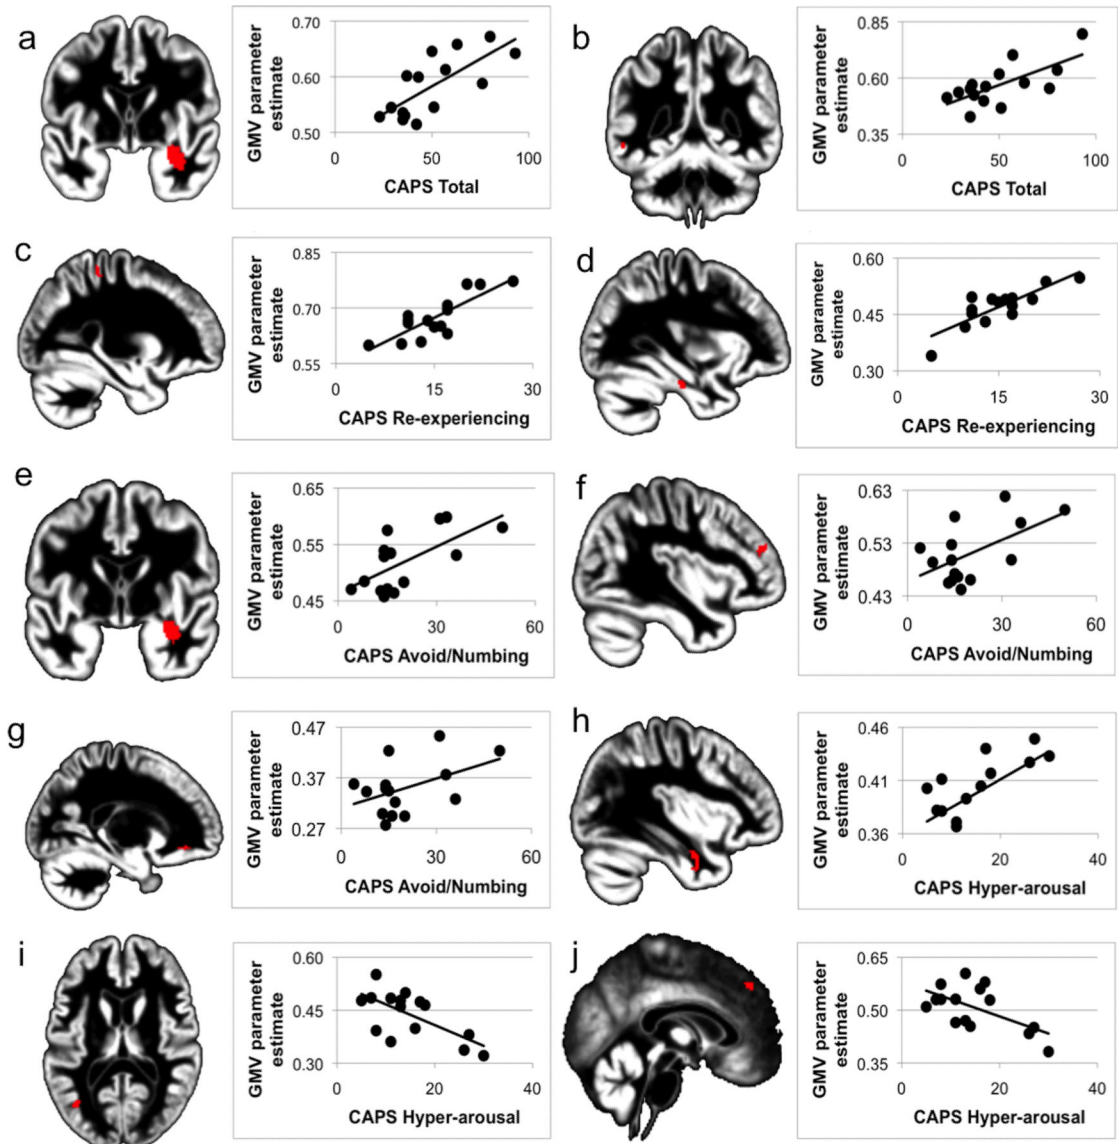 a
GMV parameter
estimate
0.70
0.60
0.50
0
50
100
CAPS Total
b
GMV parameter
estimate
0.85
0.60
0.35
0
50
100
CAPS Total
c
GMV parameter
estimate
0.85
0.70
0.55
0
15
30
CAPS Re-experiencing
d
GMV parameter
estimate
0.60
0.45
0.30
0
15
30
CAPS Re-experiencing
e
GMV parameter
estimate
0.65
0.55
0.45
0
30
60
CAPS Avoid/Numbing
f
GMV parameter
estimate
0.63
0.53
0.43
0
30
60
CAPS Avoid/Numbing
g
GMV parameter
estimate
0.47
0.37
0.27
0
30
60
CAPS Avoid/Numbing
h
GMV parameter
estimate
0.46
0.41
0.36
0
20
40
CAPS Hyper-arousal
i
GMV parameter
estimate
0.60
0.45
0.30
0
20
40
CAPS Hyper-arousal
j
GMV parameter
estimate
0.65
0.50
0.35
0
20
40
CAPS Hyper-arousal